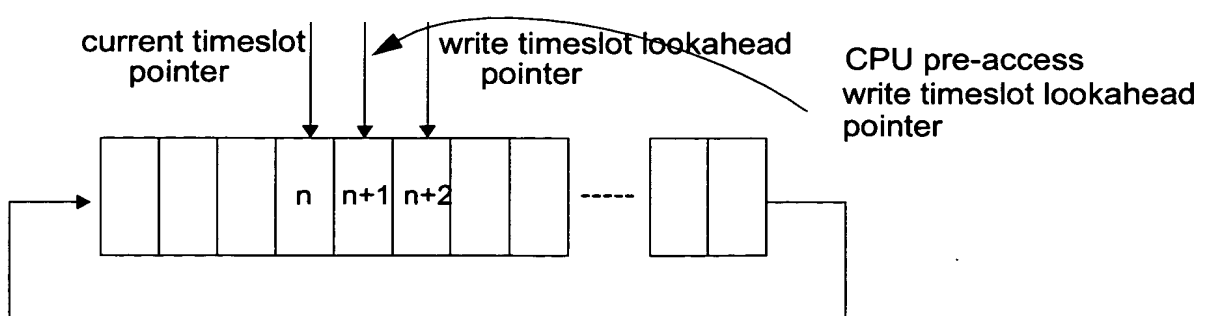 current timeslot
pointer
write timeslot lookahead
pointer
CPU pre-access
write timeslot lookahead
pointer
n
n+1
n+2